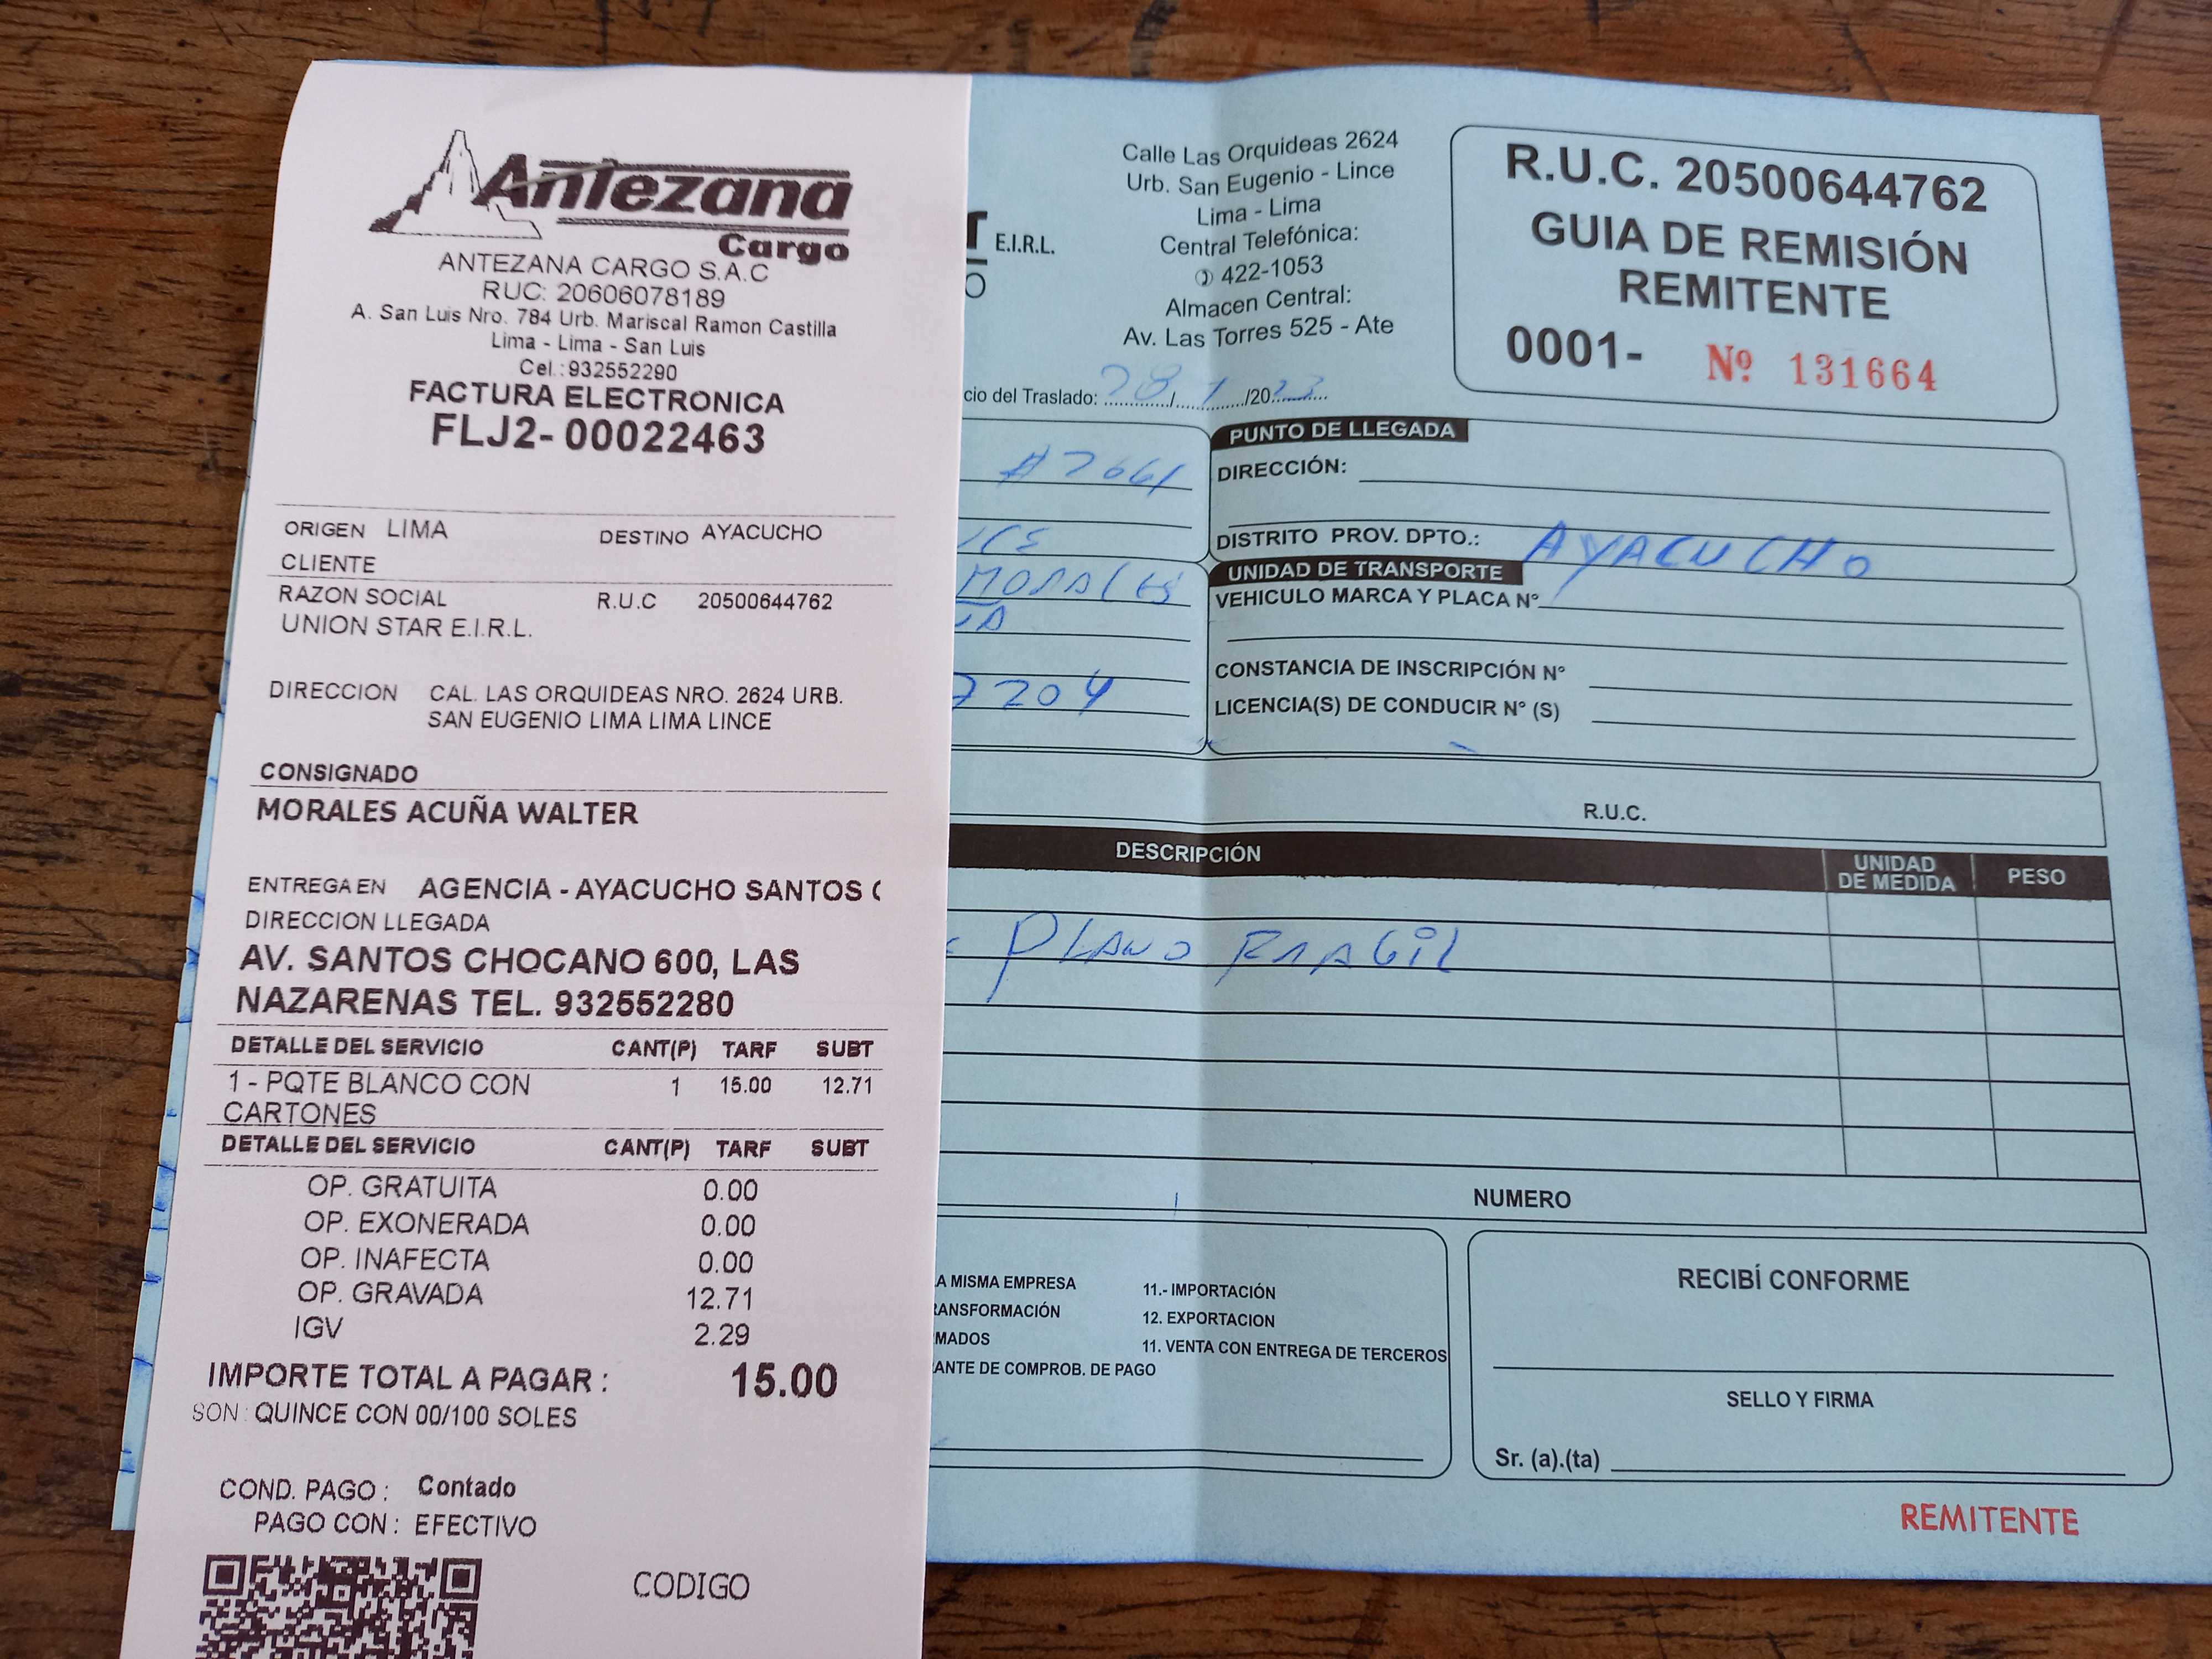 Antezana
Cargo
ANTEZANA CARGO S.A.C
RUC: 20606078189
A. San Luis Nro. 784 Urb. Mariscal Ramon Castilla
Lima - Lima - San Luis
Cel.:932552290
FACTURA ELECTRONICA
FLJ2- 00022463
ORIGEN LIMA DESTINO AYACUCHO
CLIENTE
RAZON SOCIAL R.U.C 20500644762
UNION STAR E.I.R.L.
DIRECCION CAL. LAS ORQUIDEAS NRO. 2624 URB.
SAN EUGENIO LIMA LIMA LINCE
CONSIGNADO
MORALES ACUÑA WALTER
ENTREGA EN AGENCIA - AYACUCHO SANTOS
DIRECCION LLEGADA
AV. SANTOS CHOCANO 600, LAS
NAZARENAS TEL. 932552280
DETALLE DEL SERVICIO CANT(P) TARF SUBT
1 - PQTE BLANCO CON 1 15.00 12.71
CARTONES
DETALLE DEL SERVICIO CANT(P) TARF SUBT
OP. GRATUITA 0.00
OP. EXONERADA 0.00
OP. INAFECTA 0.00
OP. GRAVADA 12.71
IGV 2.29
IMPORTE TOTAL A PAGAR : 15.00
SON : QUINCE CON 00/100 SOLES
COND. PAGO : Contado
PAGO CON : EFECTIVO
CODIGO
E.I.R.L.
Calle Las Orquideas 2624
Urb. San Eugenio - Lince
Lima - Lima
Central Telefónica:
422-1053
Almacen Central:
Av. Las Torres 525 - Ate
R.U.C. 20500644762
GUIA DE REMISIÓN
REMITENTE
0001- Nº 131664
cio del Traslado: 28/1/2023
#2661
MORALES
7204
PUNTO DE LLEGADA
DIRECCIÓN:
DISTRITO PROV. DPTO.: AYACUCHO
UNIDAD DE TRANSPORTE
VEHICULO MARCA Y PLACA N°
CONSTANCIA DE INSCRIPCIÓN N°
LICENCIA(S) DE CONDUCIR N° (S)
R.U.C.
DESCRIPCIÓN UNIDAD DE MEDIDA PESO
PLANO FRAGIL
NUMERO
A MISMA EMPRESA 11.- IMPORTACIÓN
RANSFORMACIÓN 12. EXPORTACION
MADOS 11. VENTA CON ENTREGA DE TERCEROS
ANTE DE COMPROB. DE PAGO
RECIBÍ CONFORME
SELLO Y FIRMA
Sr. (a).(ta)
REMITENTE